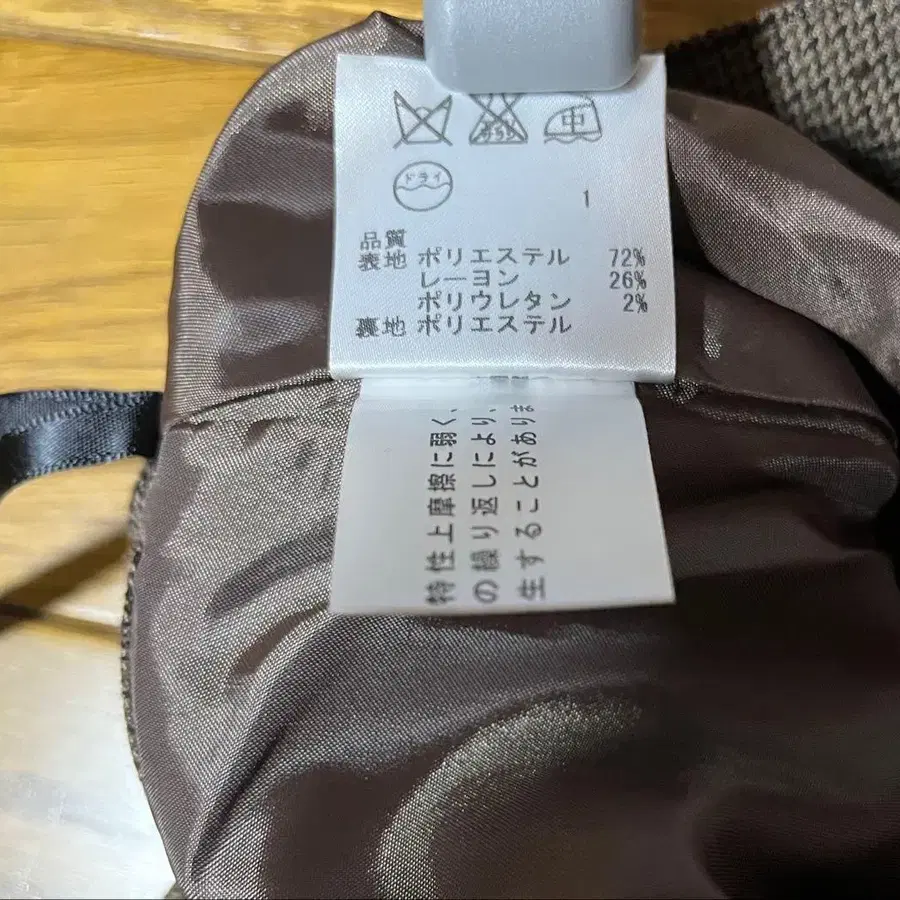 中
ドライ
1
品質
表地 ポリエステル 72%
レーヨン 26%
ポリウレタン 2%
裏地 ポリエステル
特性上摩擦に弱く、
の繰り返しにより、
生することがありま